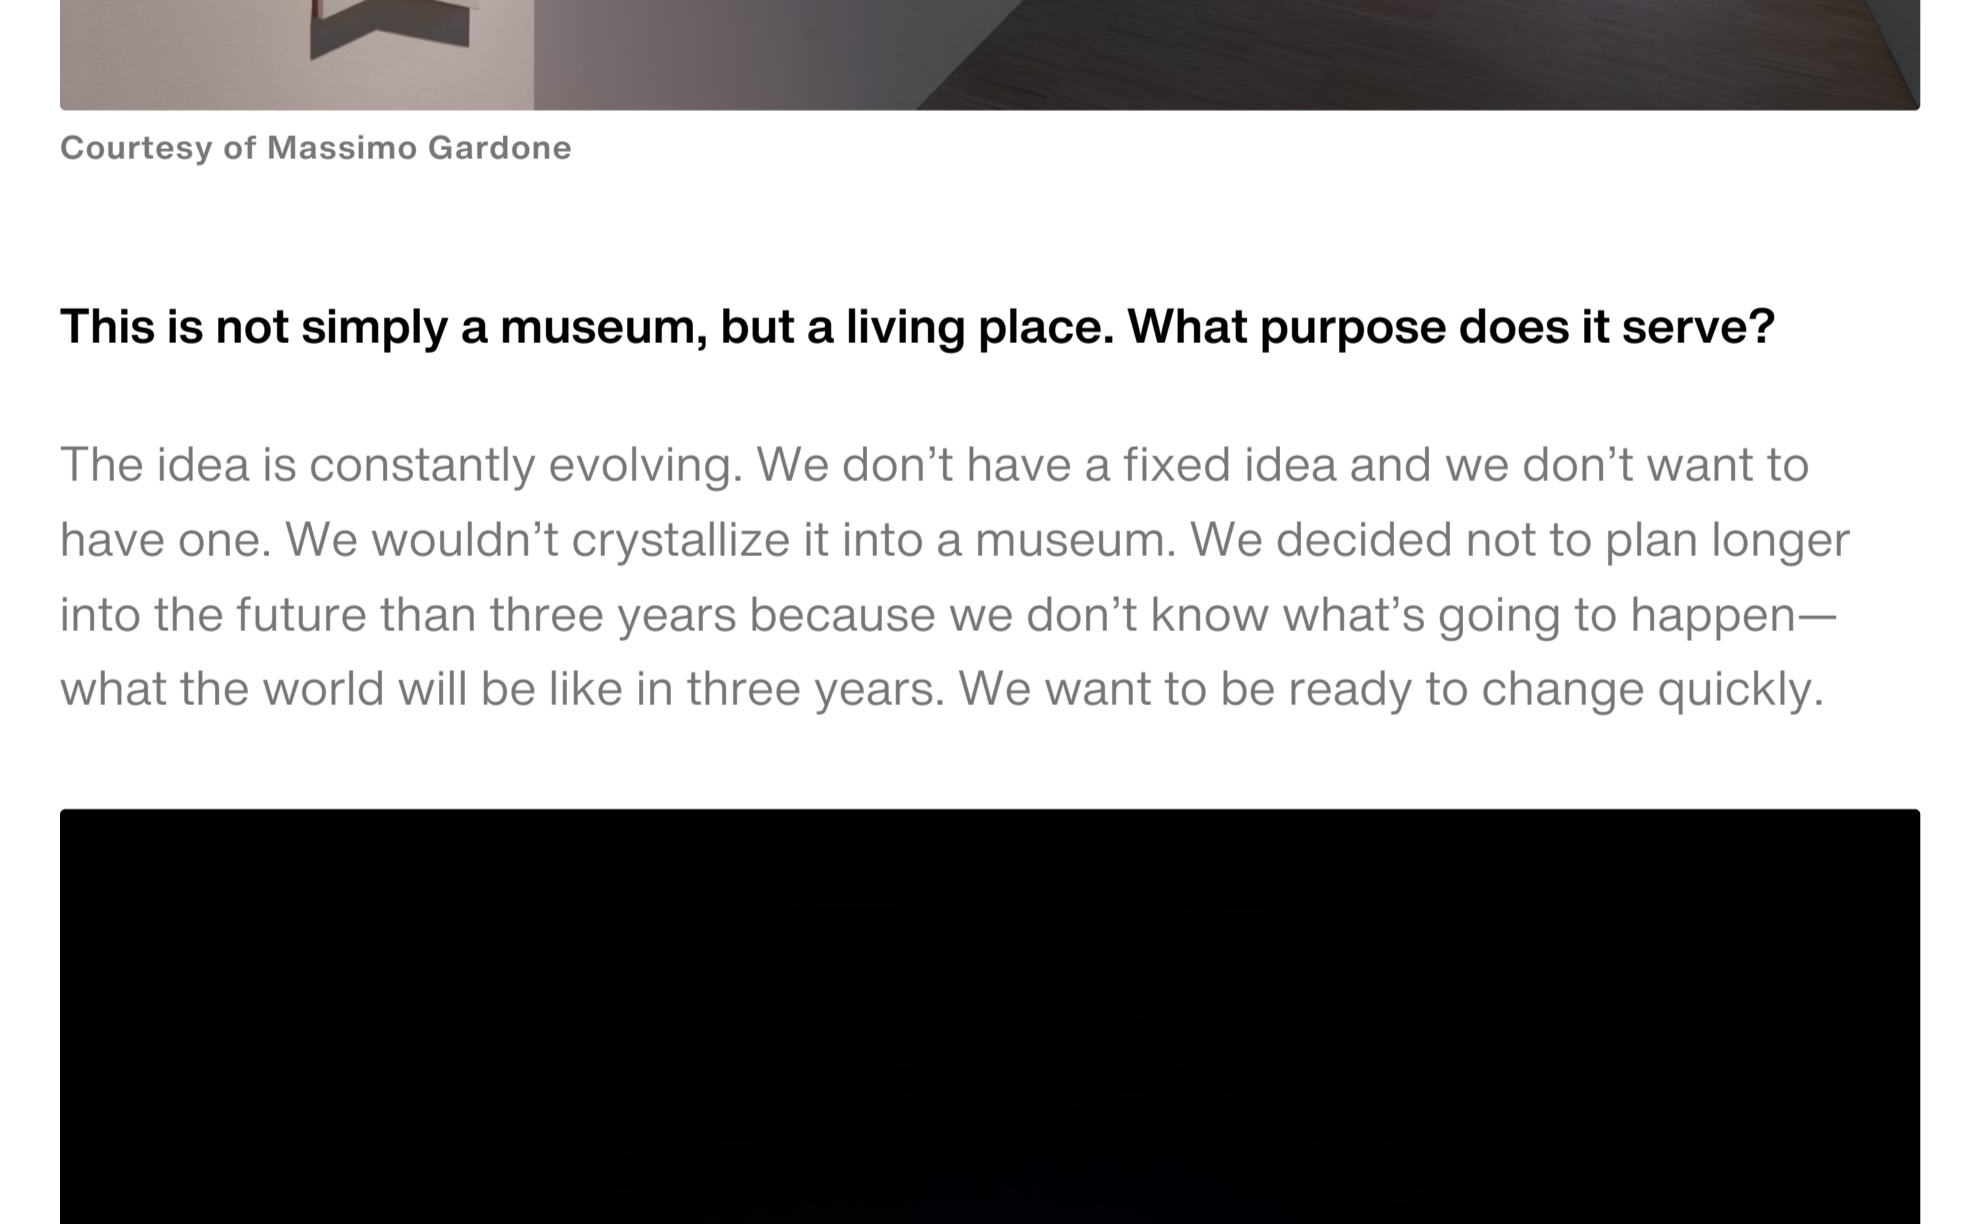 Courtesy of Massimo Gardone
This is not simply a museum, but a living place. What purpose does it serve?
The idea is constantly evolving. We don’t have a fixed idea and we don’t want to
have one. We wouldn’t crystallize it into a museum. We decided not to plan longer
into the future than three years because we don’t know what’s going to happen—
what the world will be like in three years. We want to be ready to change quickly.